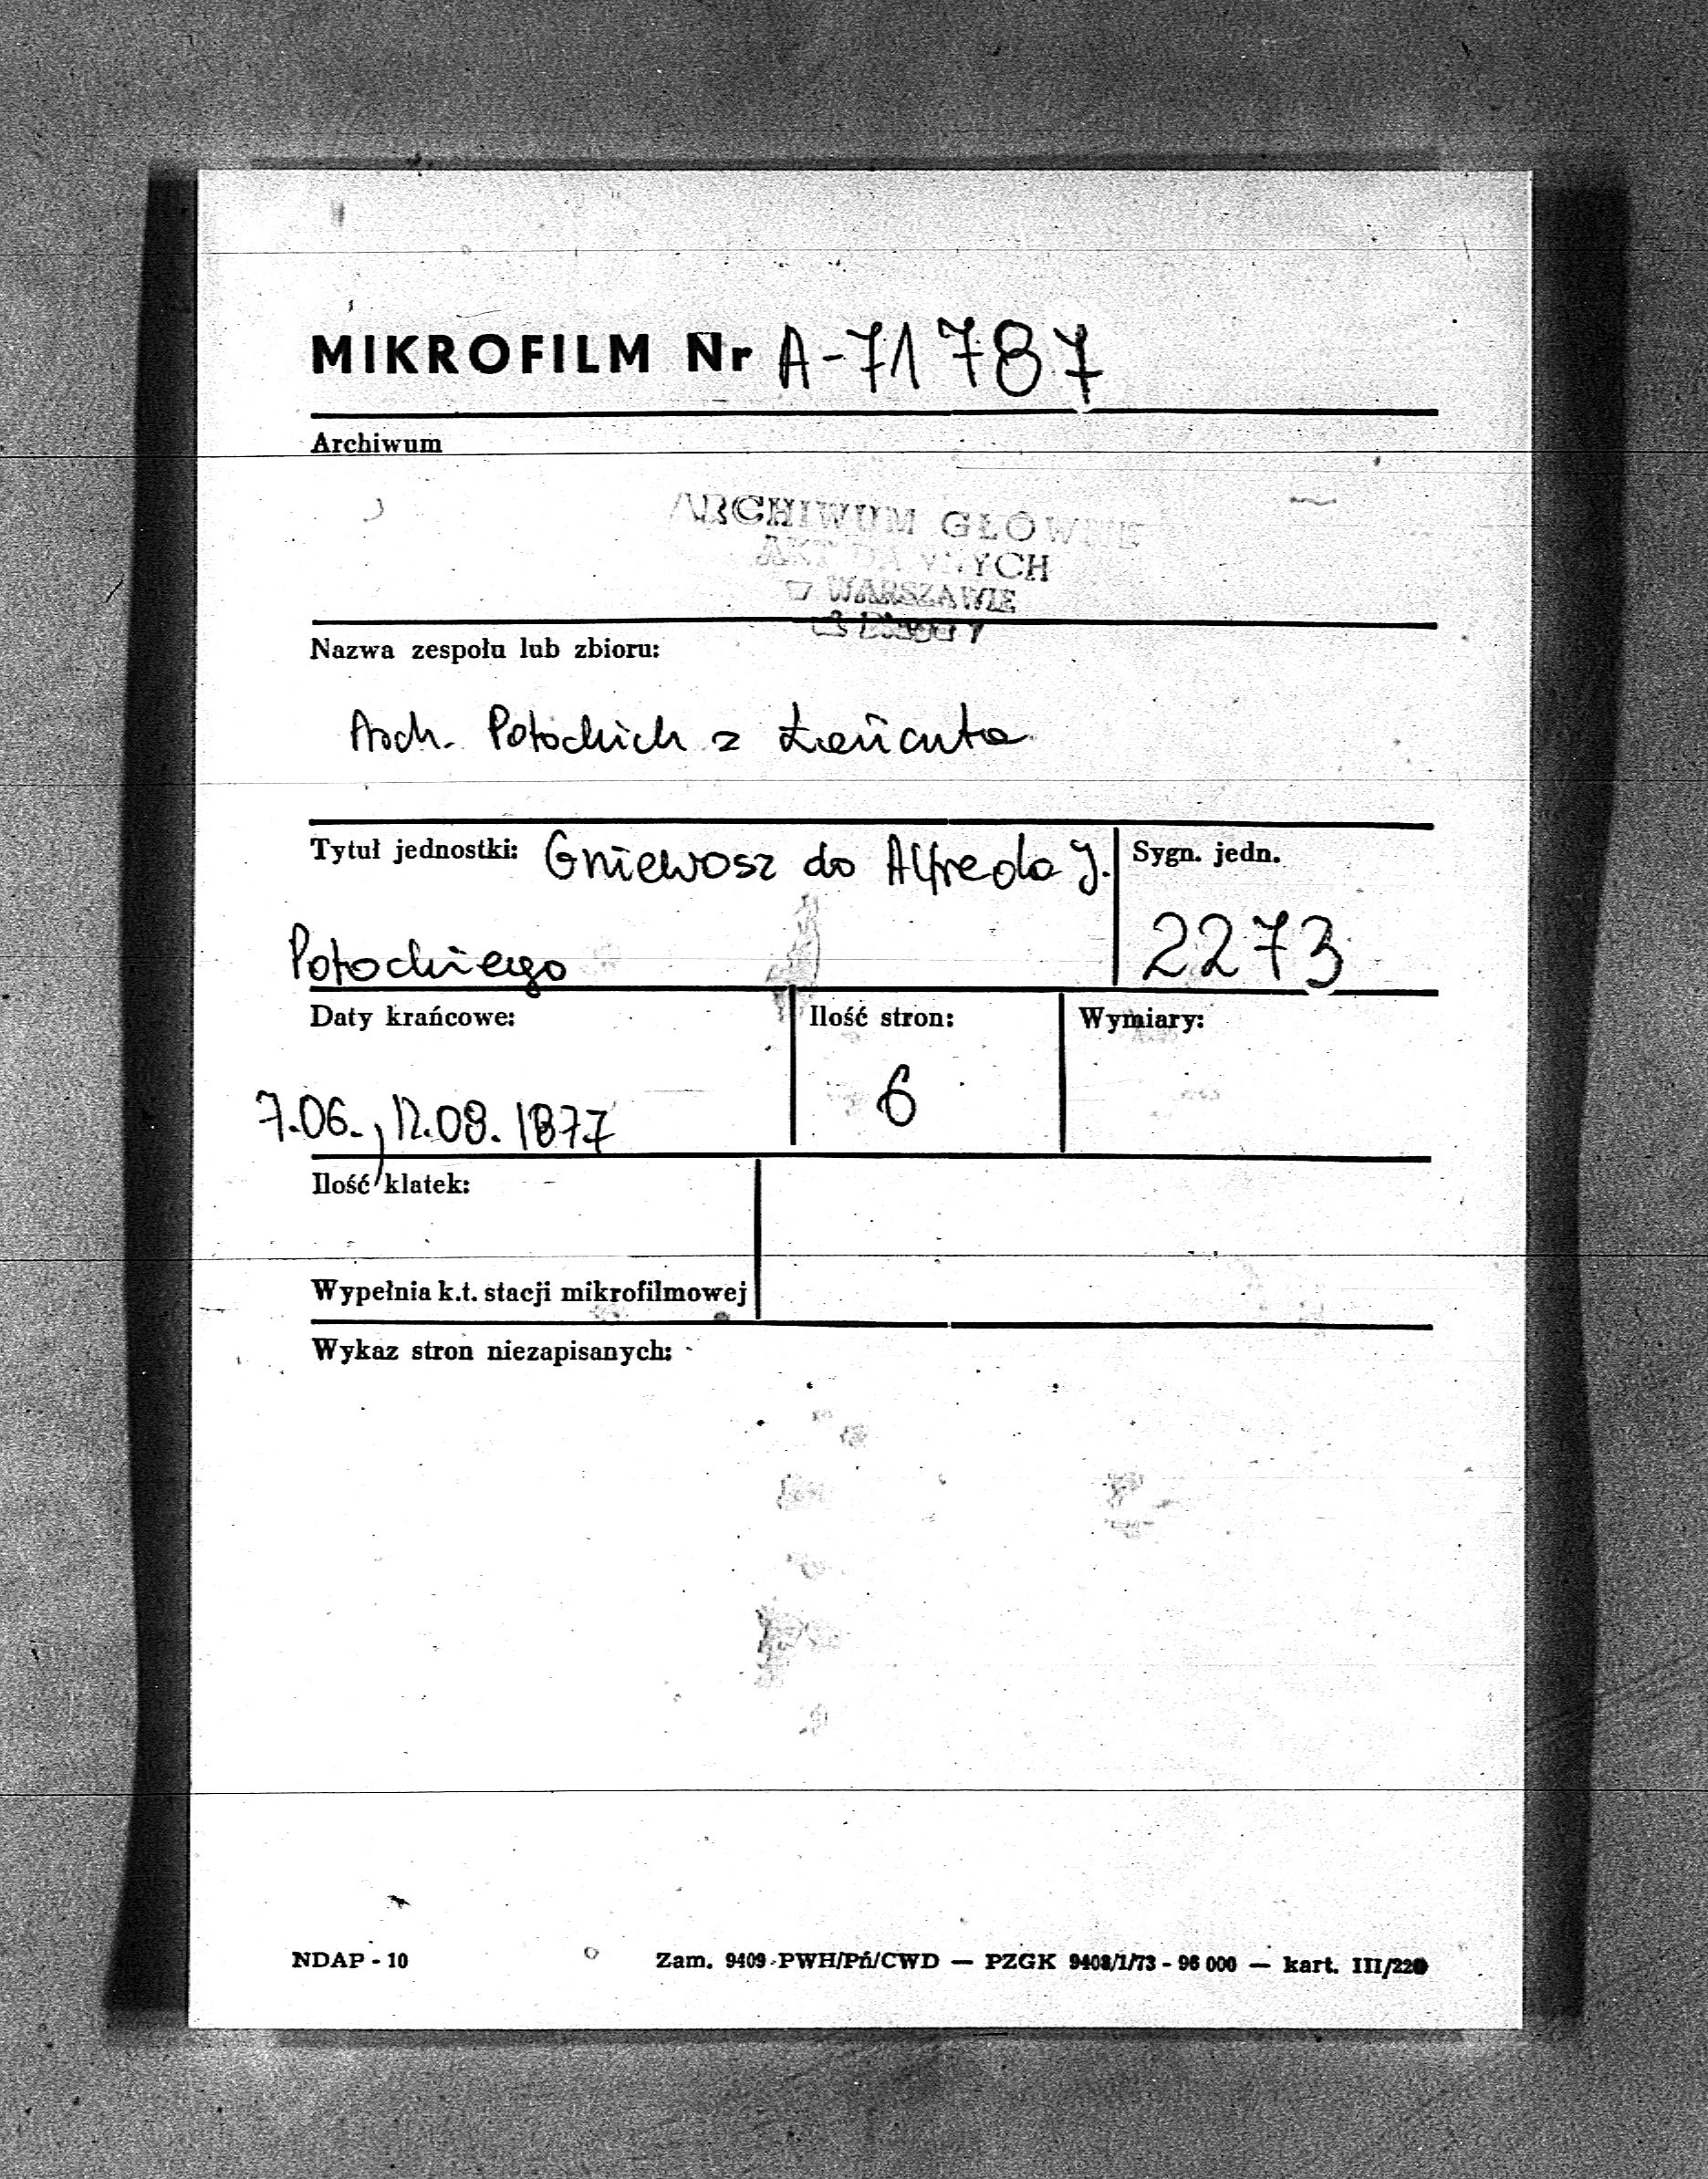 MIKROFILM Nr A-71787
Archiwum
ARCHIWUM GŁÓWNE
AKT DAWNYCH
W WARSZAWIE
Nazwa zespołu lub zbioru:
Arch. Potockich z Łańcuta
Tytuł jednostki: Gniewosz do Alfreda J.
Sygn. jedn.
Potockiego
2273
Daty krańcowe:
Ilość stron:
Wymiary:
7.06., 12.08. 1877
6
Ilość klatek:
Wypełnia k.t. stacji mikrofilmowej
Wykaz stron niezapisanych:
NDAP - 10
Zam. 9409 PWH/Pń/CWD — PZGK 9408/1/73 - 96 000 — kart. III/220